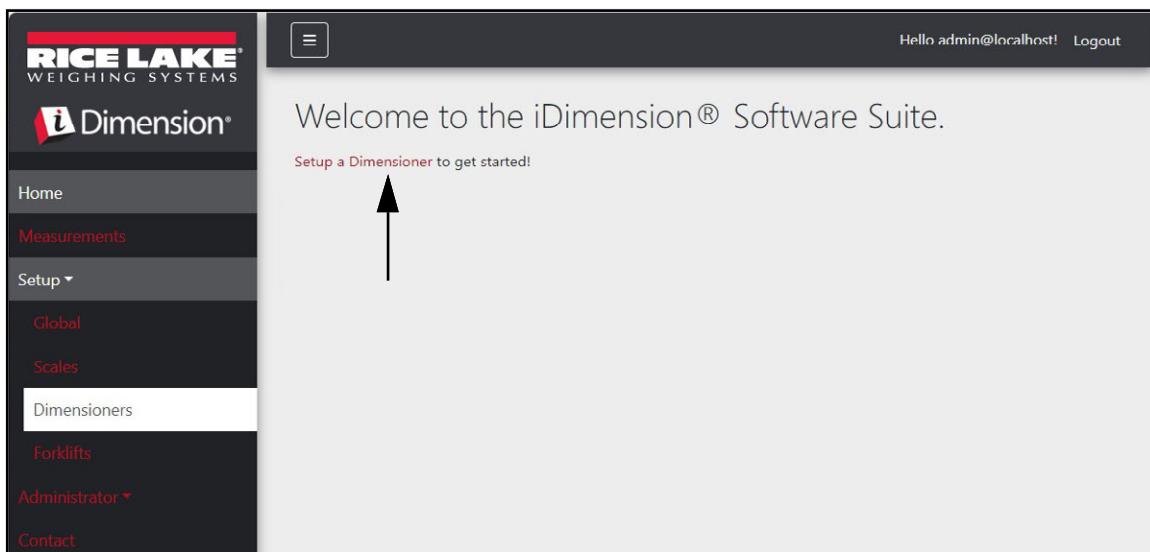 RICE LAKE®
WEIGHING SYSTEMS
i Dimension®
Home
Measurements
Setup
Global
Scales
Dimensioners
Forklifts
Administrator
Contact
Hello admin@localhost! Logout
Welcome to the iDimension® Software Suite.
Setup a Dimensioner to get started!